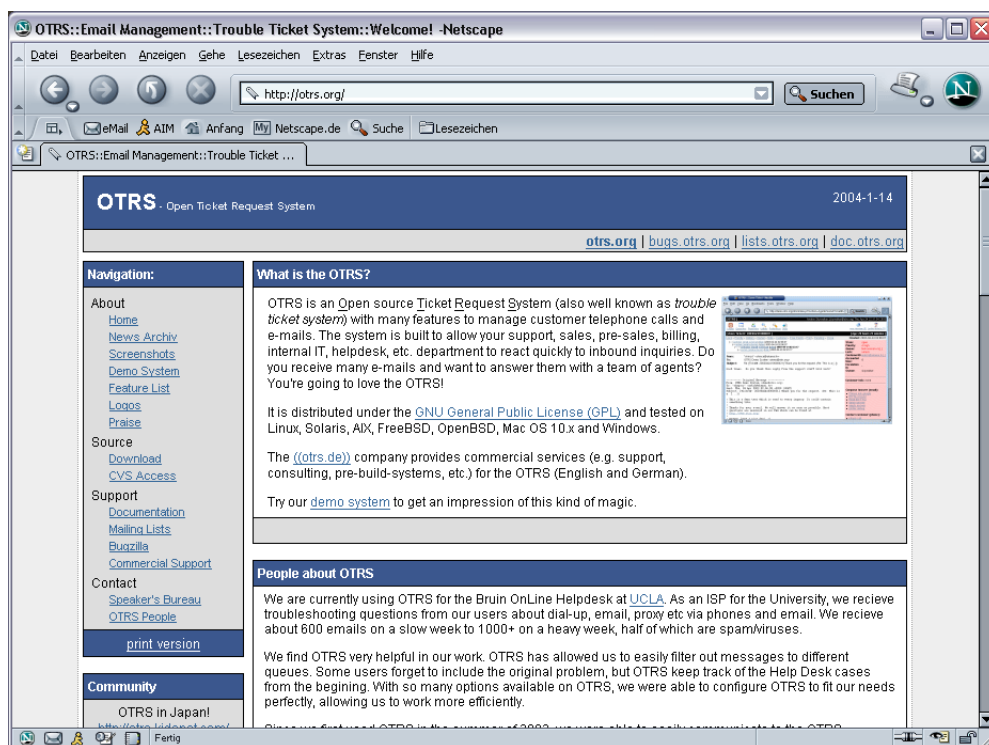 OTRS::Email Management::Trouble Ticket System::Welcome! -Netscape
Datei Bearbeiten Anzeigen Gehe Lesezeichen Extras Fenster Hilfe
http://otrs.org/
Suchen
eMail AIM Anfang My Netscape.de Suche Lesezeichen
OTRS::Email Management::Trouble Ticket ...
OTRS - Open Ticket Request System
2004-1-14
otrs.org | bugs.otrs.org | lists.otrs.org | doc.otrs.org
Navigation:
About
Home
News Archiv
Screenshots
Demo System
Feature List
Logos
Praise
Source
Download
CVS Access
Support
Documentation
Mailing Lists
Bugzilla
Commercial Support
Contact
Speaker's Bureau
OTRS People
print version
Community
OTRS in Japan!
What is the OTRS?
OTRS is an Open source Ticket Request System (also well known as trouble
ticket system) with many features to manage customer telephone calls and
e-mails. The system is built to allow your support, sales, pre-sales, billing,
internal IT, helpdesk, etc. department to react quickly to inbound inquiries. Do
you receive many e-mails and want to answer them with a team of agents?
You're going to love the OTRS!
It is distributed under the GNU General Public License (GPL) and tested on
Linux, Solaris, AIX, FreeBSD, OpenBSD, Mac OS 10.x and Windows.
The ((otrs.de)) company provides commercial services (e.g. support,
consulting, pre-build-systems, etc.) for the OTRS (English and German).
Try our demo system to get an impression of this kind of magic.
People about OTRS
We are currently using OTRS for the Bruin OnLine Helpdesk at UCLA. As an ISP for the University, we recieve
troubleshooting questions from our users about dial-up, email, proxy etc via phones and email. We recieve
about 600 emails on a slow week to 1000+ on a heavy week, half of which are spam/viruses.
We find OTRS very helpful in our work. OTRS has allowed us to easily filter out messages to different
queues. Some users forget to include the original problem, but OTRS keep track of the Help Desk cases
from the begining. With so many options available on OTRS, we were able to configure OTRS to fit our needs
perfectly, allowing us to work more efficiently.
Fertig